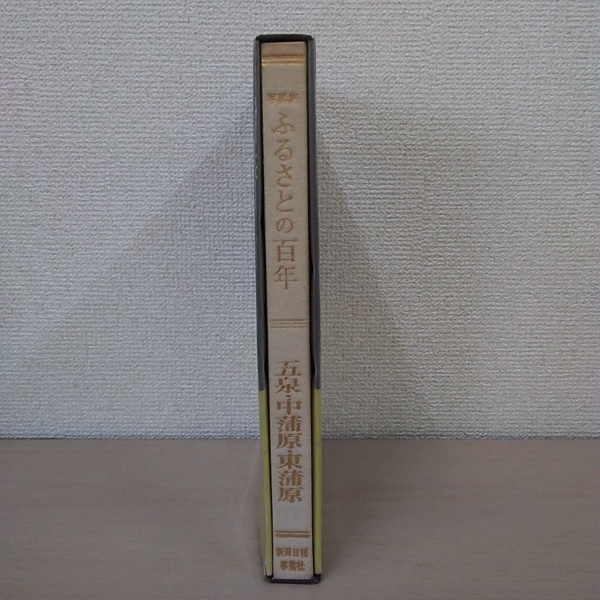 写真集
ふるさとの百年
五泉・中蒲原・東蒲原
新潟日報
事業社